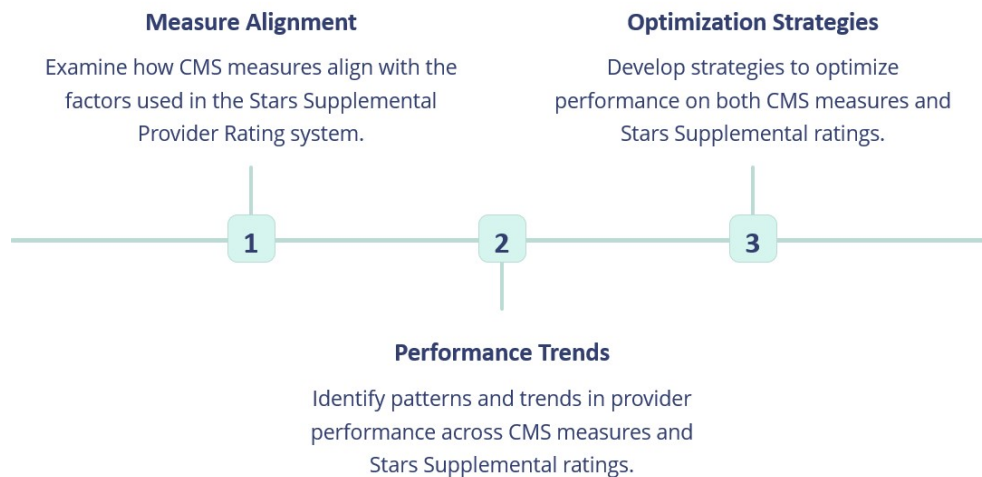 Measure Alignment
Examine how CMS measures align with the
factors used in the Stars Supplemental
Provider Rating system.
Optimization Strategies
Develop strategies to optimize
performance on both CMS measures and
Stars Supplemental ratings.
1
2
3
Performance Trends
Identify patterns and trends in provider
performance across CMS measures and
Stars Supplemental ratings.